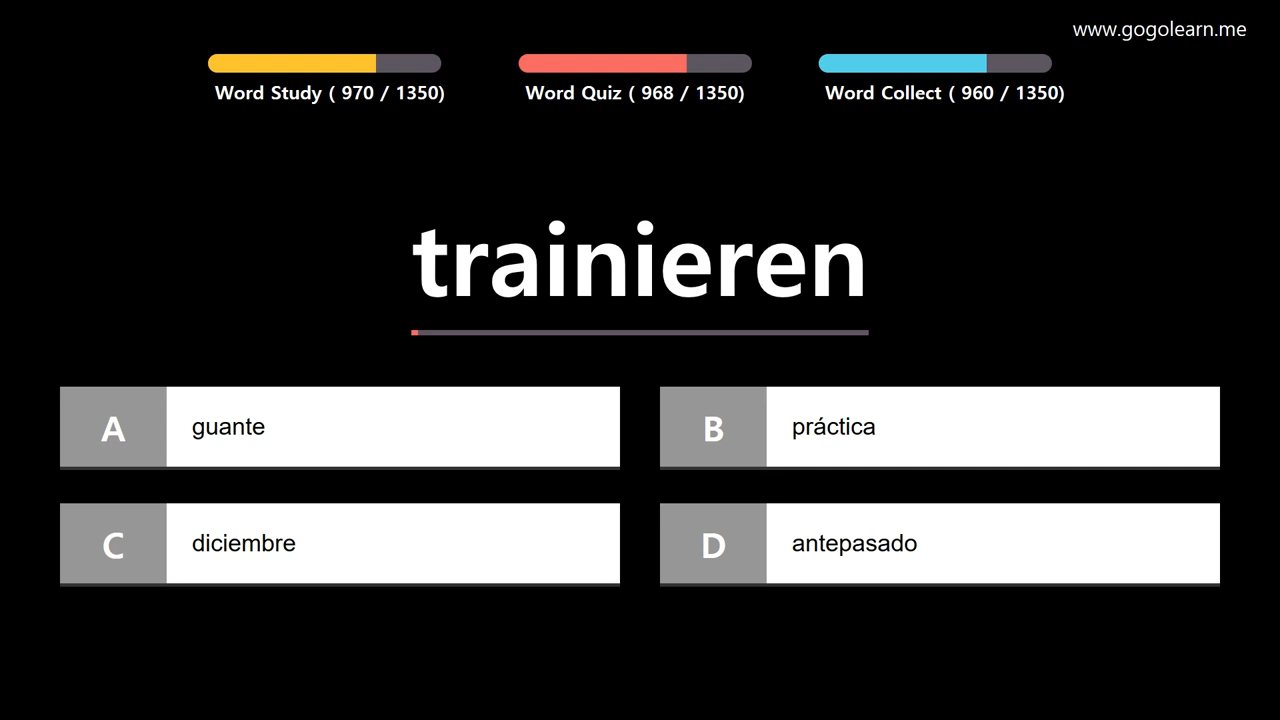 www.gogolearn.me
Word Study ( 970 / 1350)
Word Quiz ( 968 / 1350)
Word Collect ( 960 / 1350)
trainieren
A guante
B práctica
C diciembre
D antepasado